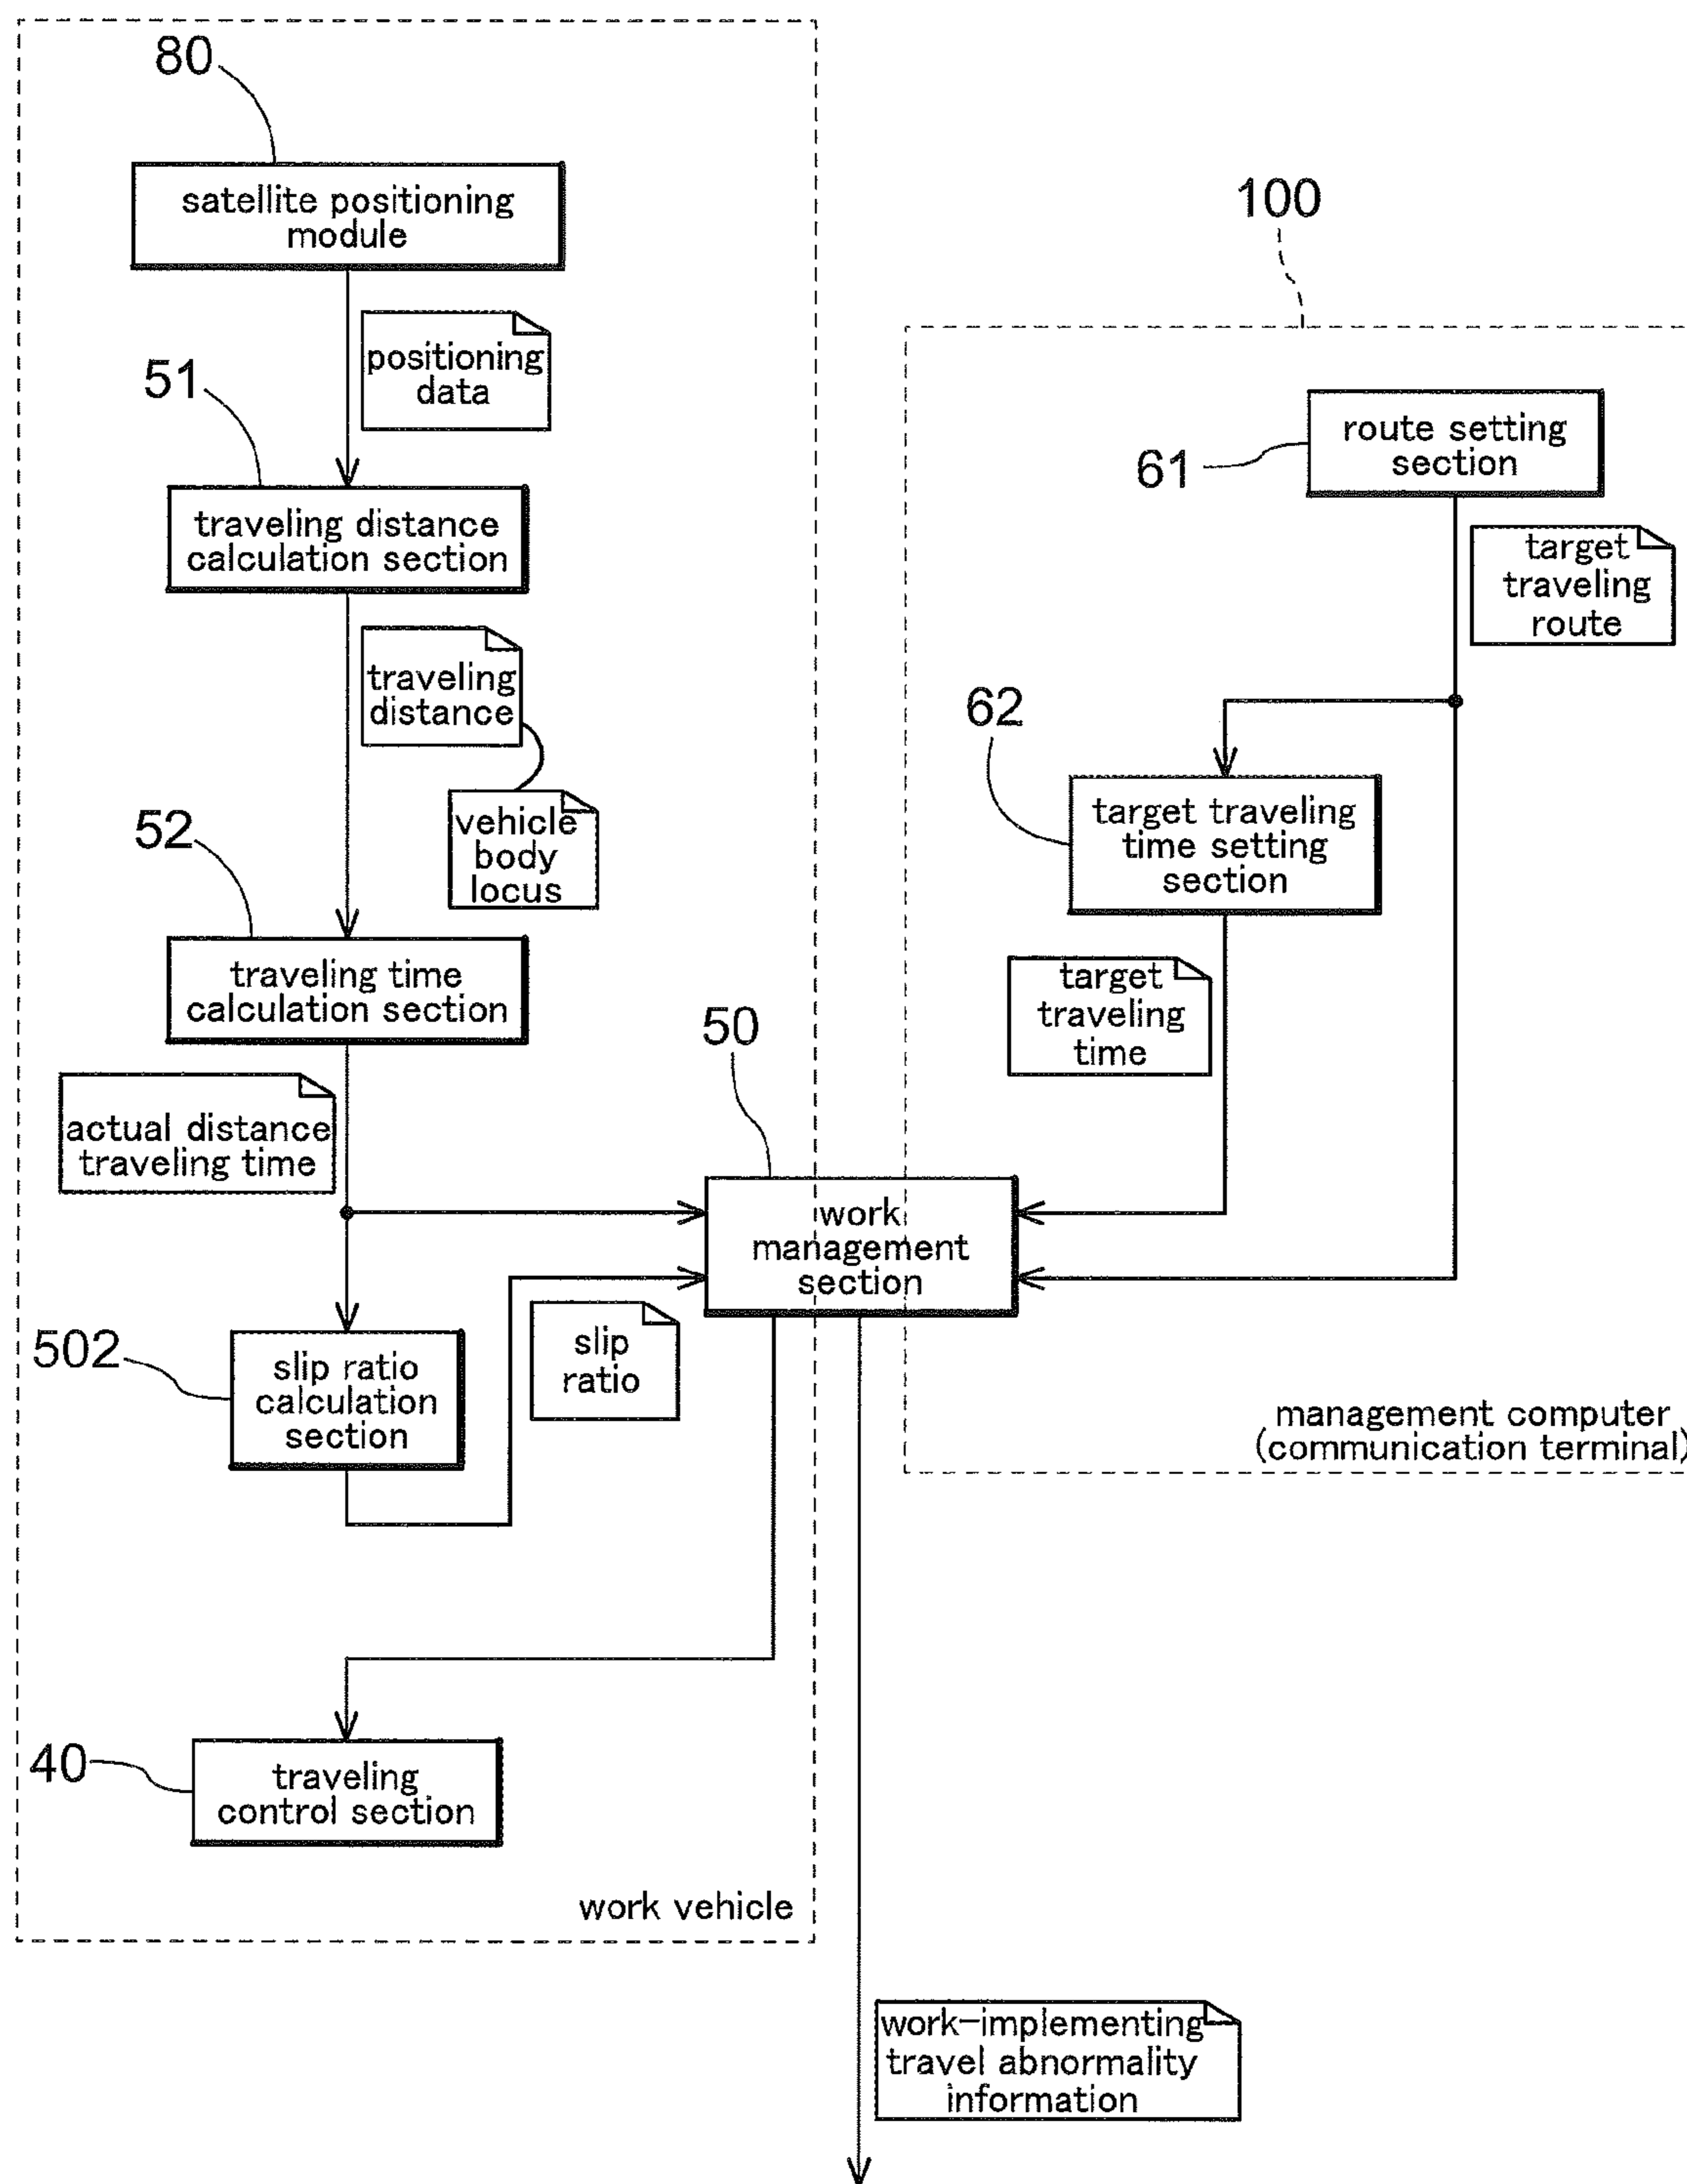 80
satellite positioning
module
positioning
data
51
traveling distance
calculation section
traveling
distance
vehicle
body
locus
52
traveling time
calculation section
actual distance
traveling time
502
slip ratio
calculation
section
slip
ratio
40
traveling
control section
work vehicle
50
work
management
section
100
61
route setting
section
target
traveling
route
62
target traveling
time setting
section
target
traveling
time
management computer
(communication terminal)
work-implementing
travel abnormality
information